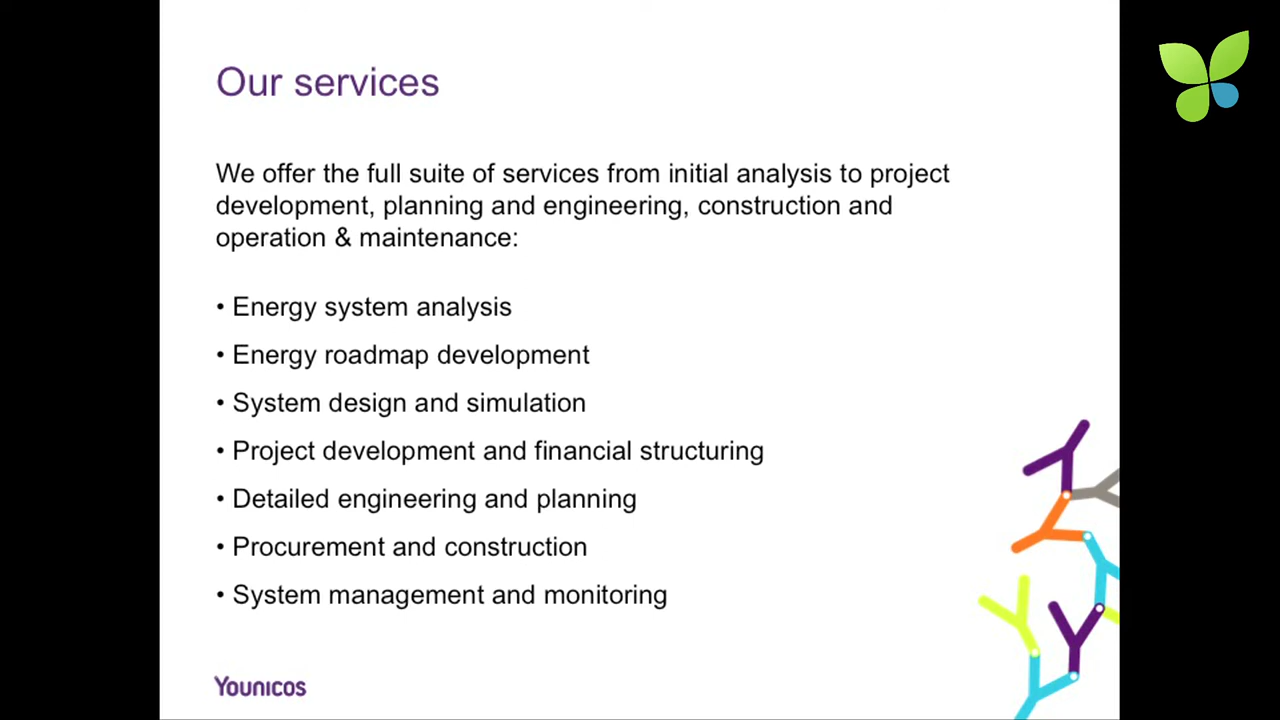 Our services
We offer the full suite of services from initial analysis to project
development, planning and engineering, construction and
operation & maintenance:
• Energy system analysis
• Energy roadmap development
• System design and simulation
• Project development and financial structuring
• Detailed engineering and planning
• Procurement and construction
• System management and monitoring
Younicos